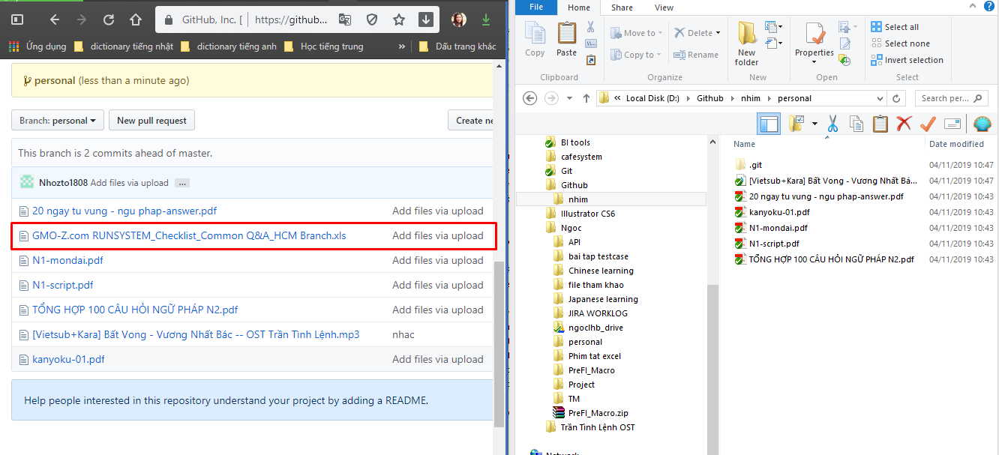 GitHub, Inc. [ https://github...
Ứng dụng dictionary tiếng nhật dictionary tiếng anh Học tiếng trung » Dấu trang khác
personal (less than a minute ago)
Branch: personal New pull request Create ne
This branch is 2 commits ahead of master.
Nhozto1808 Add files via upload ...
20 ngay tu vung - ngu phap-answer.pdf Add files via upload
GMO-Z.com RUNSYSTEM_Checklist_Common Q&A_HCM Branch.xls Add files via upload
N1-mondai.pdf Add files via upload
N1-script.pdf Add files via upload
TỔNG HỢP 100 CÂU HỎI NGỮ PHÁP N2.pdf Add files via upload
[Vietsub+Kara] Bất Vong - Vương Nhất Bác -- OST Trần Tình Lệnh.mp3 nhac
kanyoku-01.pdf Add files via upload
Help people interested in this repository understand your project by adding a README.
File Home Share View
Copy Paste
Clipboard
Move to Delete
Copy to Rename
Organize
New folder
New
Properties
Open
Select all
Select none
Invert selection
Select
« Local Disk (D:) Github nhim personal Search per...
BI tools
cafesystem
Git
Github
nhim
Illustrator CS6
Ngoc
API
bai tap testcase
Chinese learning
file tham khao
Japanese learning
JIRA WORKLOG
ngoclhb_drive
personal
Phim tat excel
PreFI_Macro
Project
TM
PreFI_Macro.zip
Trần Tình Lệnh OST
Network
Name Date modified
.git 04/11/2019 10:47
[Vietsub+Kara] Bất Vong - Vương Nhất Bá... 04/11/2019 10:47
20 ngay tu vung - ngu phap-answer.pdf 04/11/2019 10:43
kanyoku-01.pdf 04/11/2019 10:43
N1-mondai.pdf 04/11/2019 10:43
N1-script.pdf 04/11/2019 10:43
TỔNG HỢP 100 CÂU HỎI NGỮ PHÁP N2.pdf 04/11/2019 10:43